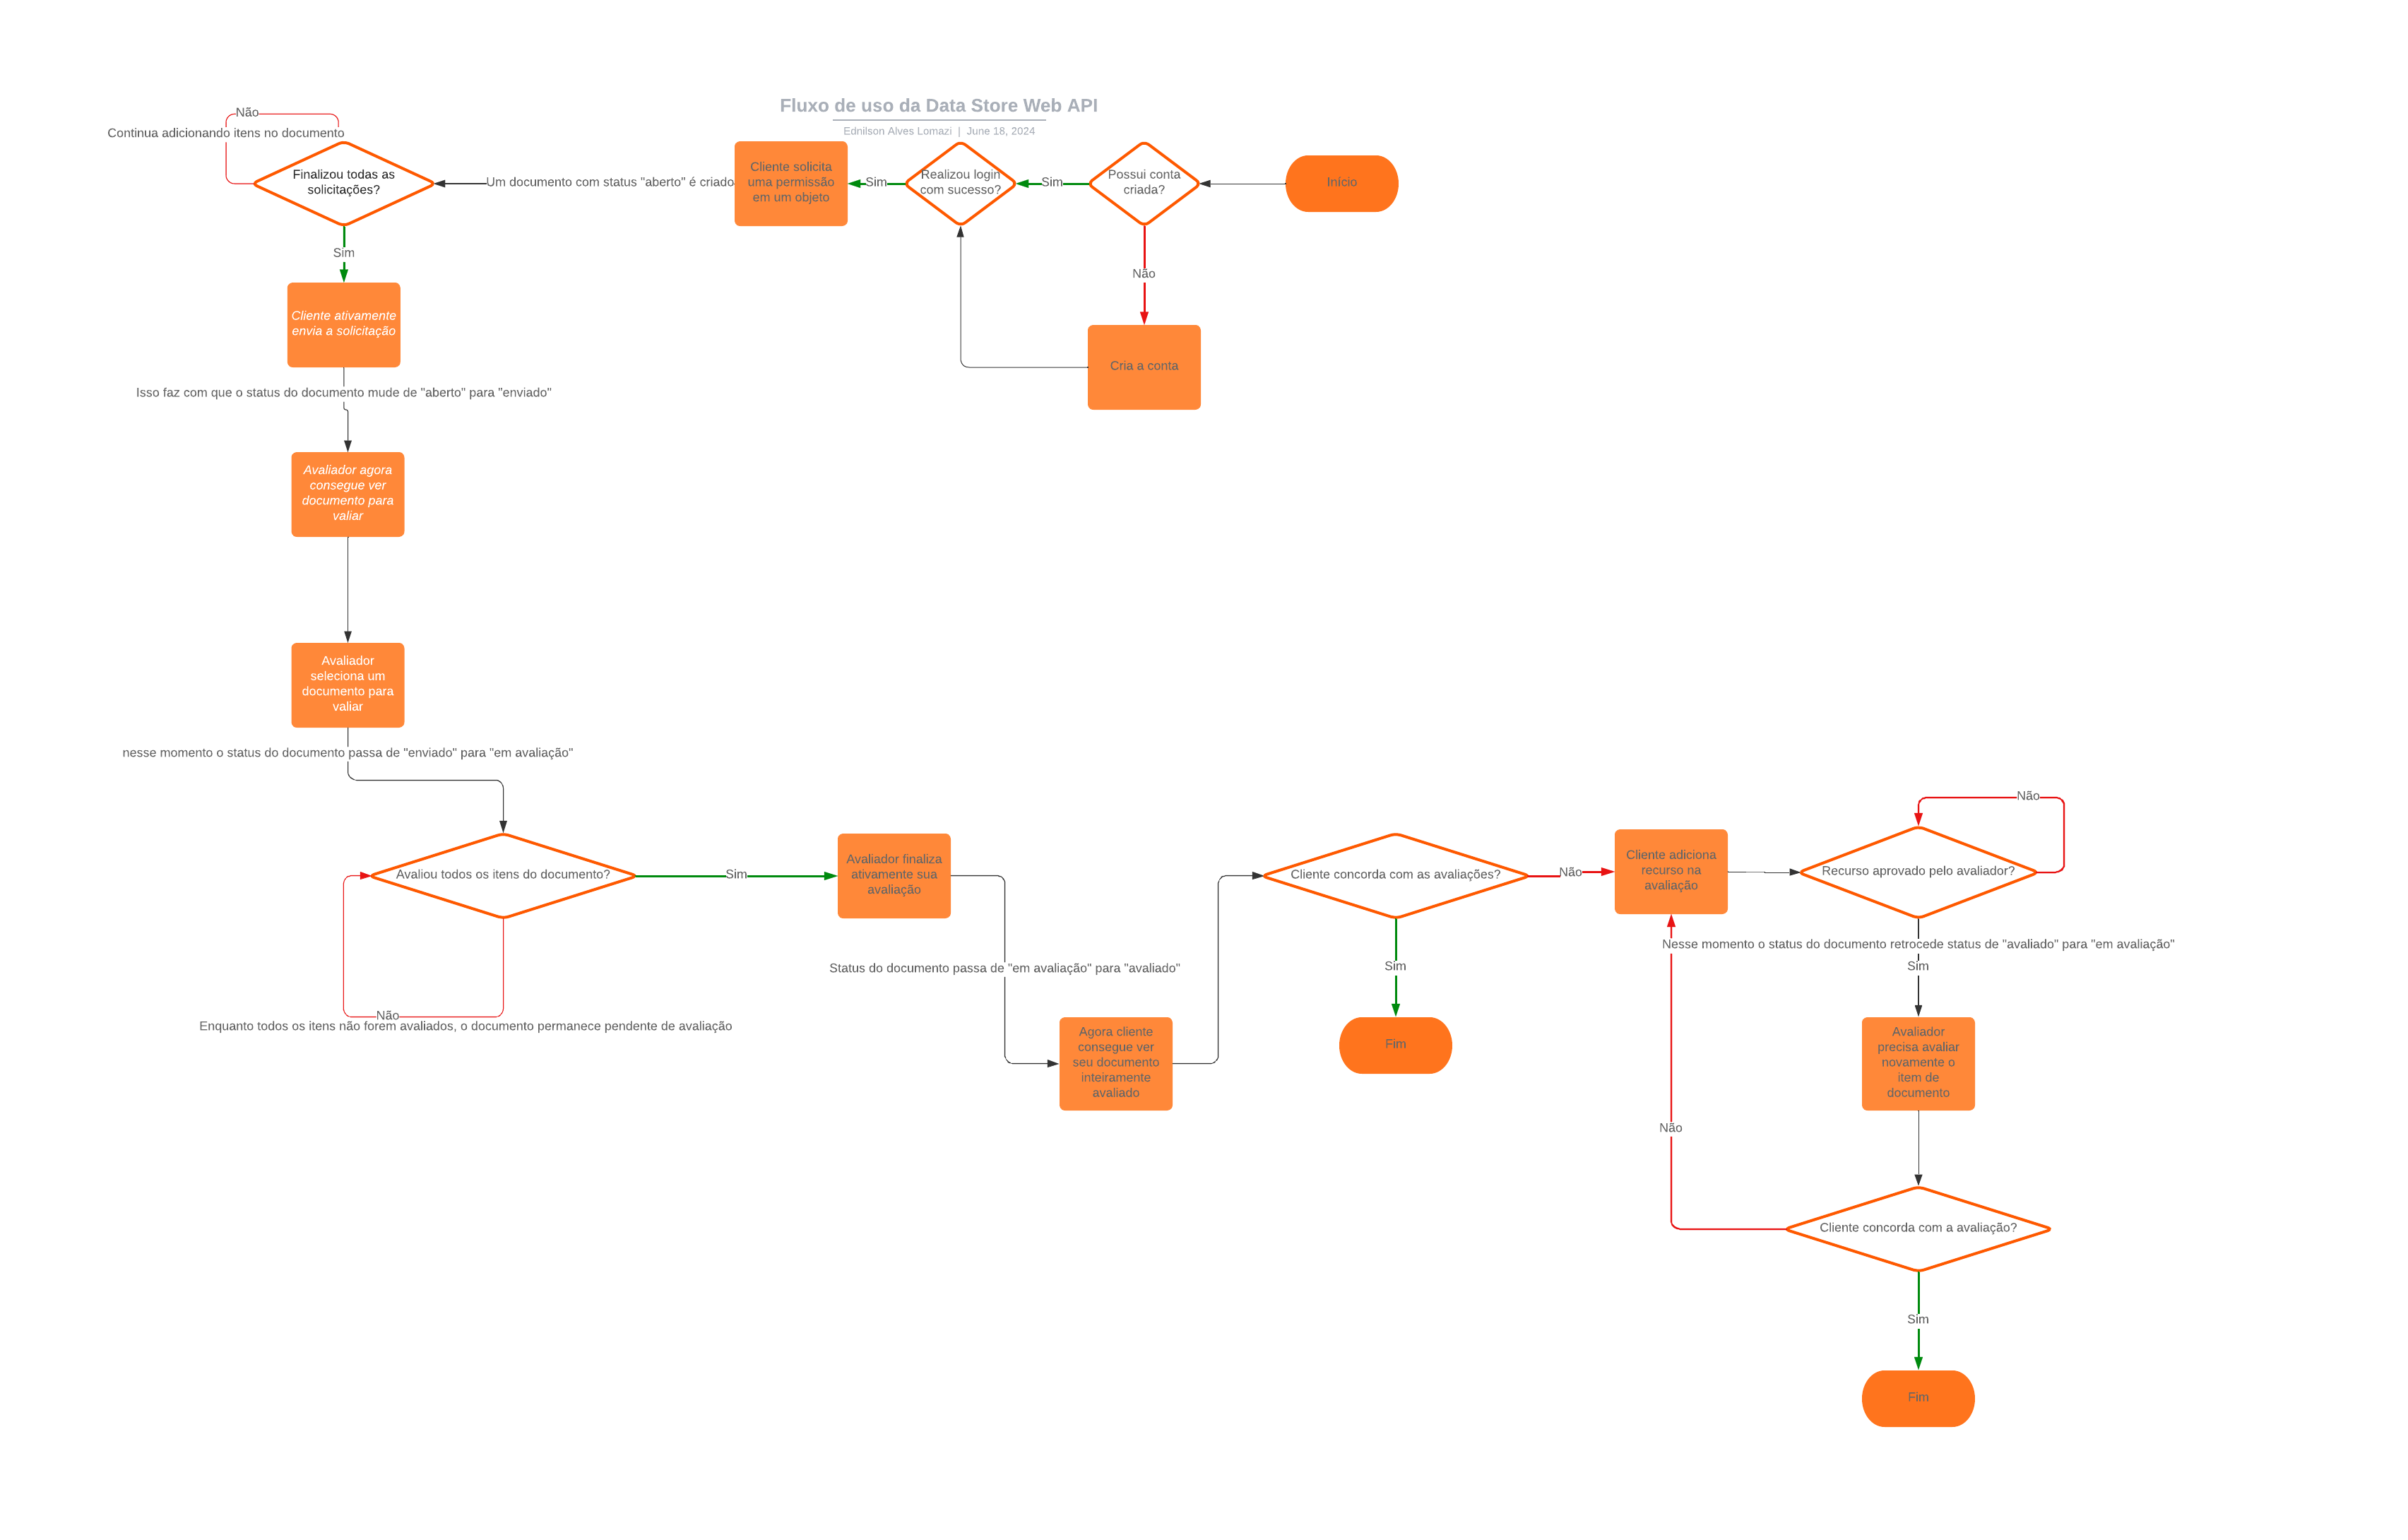 Fluxo de uso da Data Store Web API
Ednilson Alves Lomazi | June 18, 2024
Início
Possui conta
criada?
Sim
Não
Cria a conta
Realizou login
com sucesso?
Sim
Cliente solicita
uma permissão
em um objeto
Um documento com status "aberto" é criado
Finalizou todas as
solicitações?
Não
Continua adicionando itens no documento
Sim
Cliente ativamente
envia a solicitação
Isso faz com que o status do documento mude de "aberto" para "enviado"
Avaliador agora
consegue ver
documento para
valiar
Avaliador
seleciona um
documento para
valiar
nesse momento o status do documento passa de "enviado" para "em avaliação"
Avaliou todos os itens do documento?
Não
Enquanto todos os itens não forem avaliados, o documento permanece pendente de avaliação
Sim
Avaliador finaliza
ativamente sua
avaliação
Status do documento passa de "em avaliação" para "avaliado"
Agora cliente
consegue ver
seu documento
inteiramente
avaliado
Cliente concorda com as avaliações?
Sim
Fim
Não
Cliente adiciona
recurso na
avaliação
Recurso aprovado pelo avaliador?
Não
Nesse momento o status do documento retrocede status de "avaliado" para "em avaliação"
Sim
Avaliador
precisa avaliar
novamente o
item de
documento
Cliente concorda com a avaliação?
Não
Sim
Fim